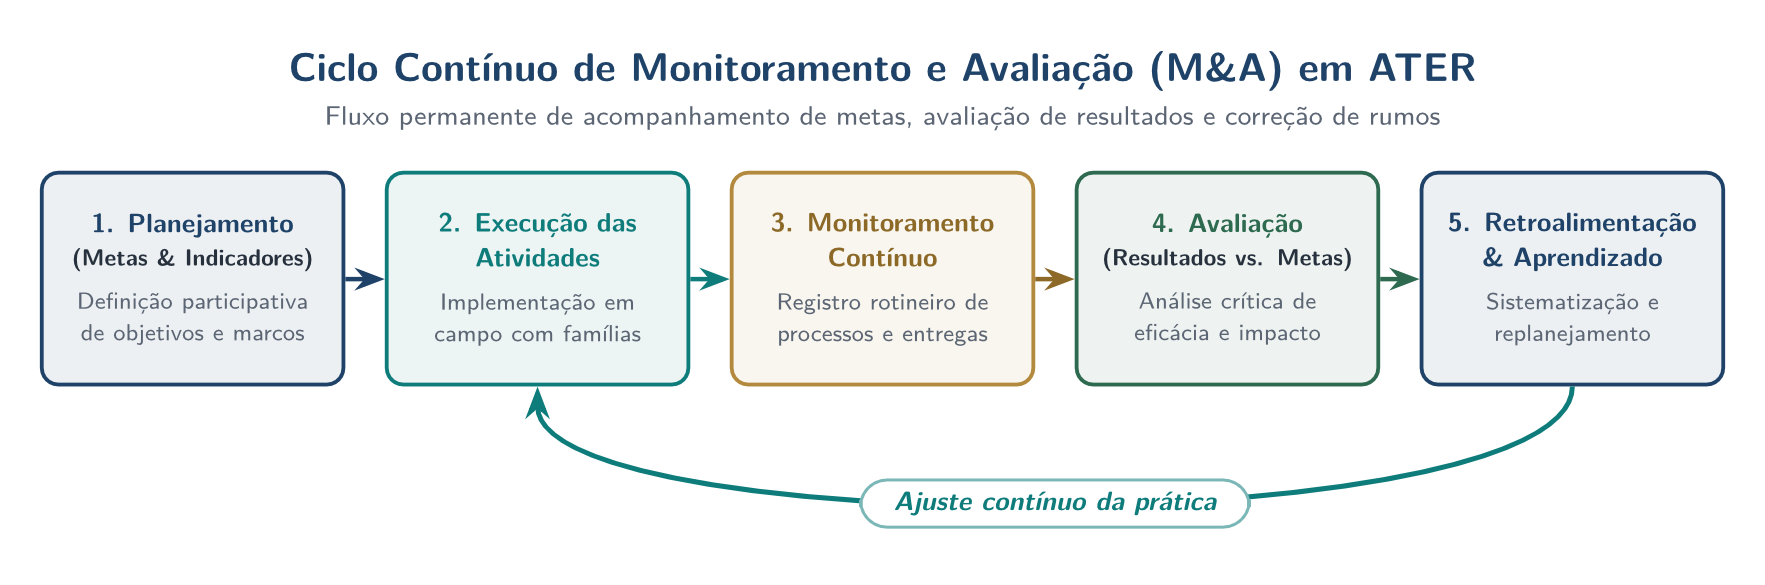 Ciclo Contínuo de Monitoramento e Avaliação (M&A) em ATER
Fluxo permanente de acompanhamento de metas, avaliação de resultados e correção de rumos
1. Planejamento
(Metas & Indicadores)
Definição participativa
de objetivos e marcos
2. Execução das
Atividades
Implementação em
campo com famílias
3. Monitoramento
Contínuo
Registro rotineiro de
processos e entregas
4. Avaliação
(Resultados vs. Metas)
Análise crítica de
eficácia e impacto
5. Retroalimentação
& Aprendizado
Sistematização e
replanejamento
Ajuste contínuo da prática